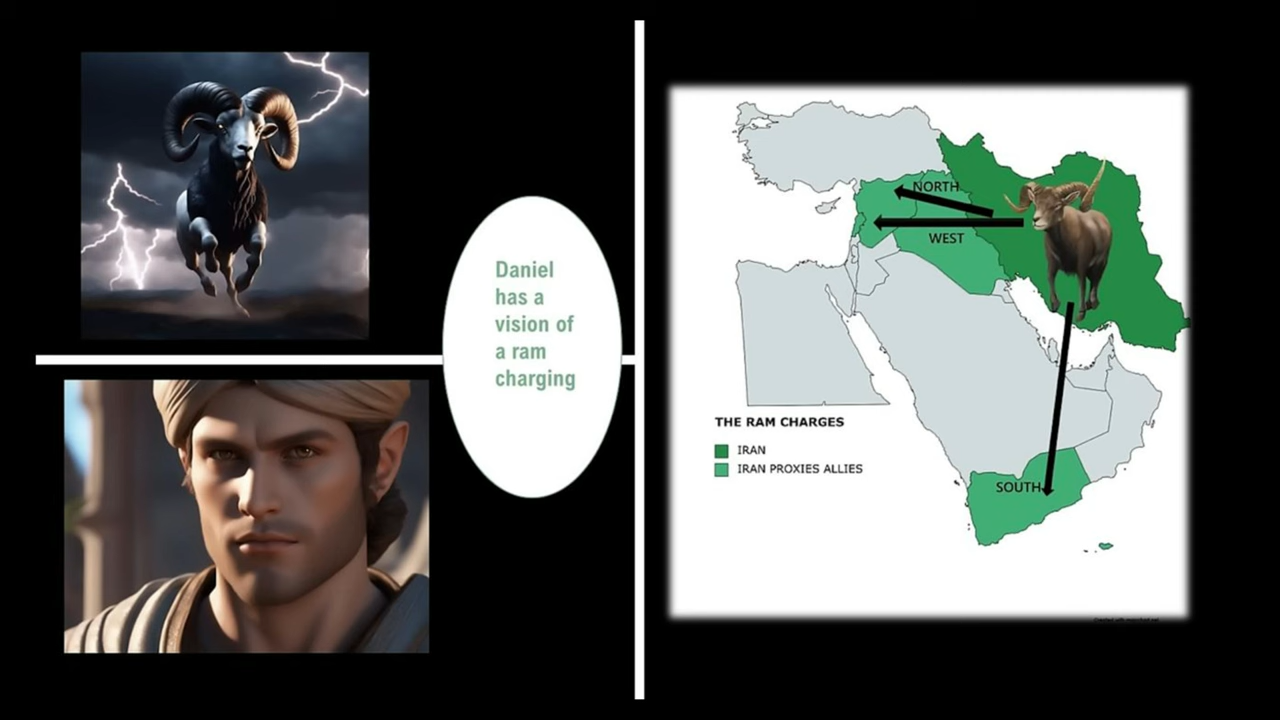 Daniel
has a
vision of
a ram
charging
NORTH
WEST
THE RAM CHARGES
IRAN
IRAN PROXIES ALLIES
SOUTH